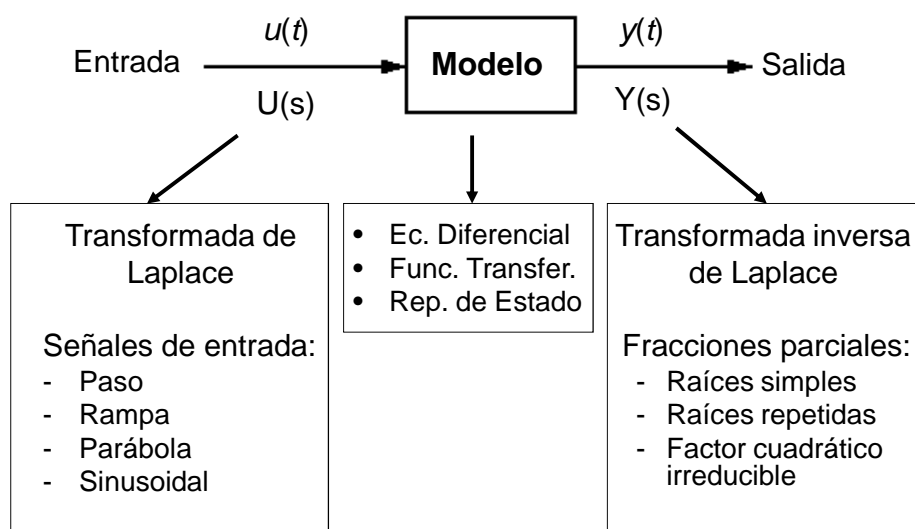 u(t)
y(t)
Entrada
Modelo
Salida
U(s)
Y(s)
Transformada de
Laplace
Señales de entrada:
- Paso
- Rampa
- Parábola
- Sinusoidal
• Ec. Diferencial
• Func. Transfer.
• Rep. de Estado
Transformada inversa
de Laplace
Fracciones parciales:
- Raíces simples
- Raíces repetidas
- Factor cuadrático
irreducible